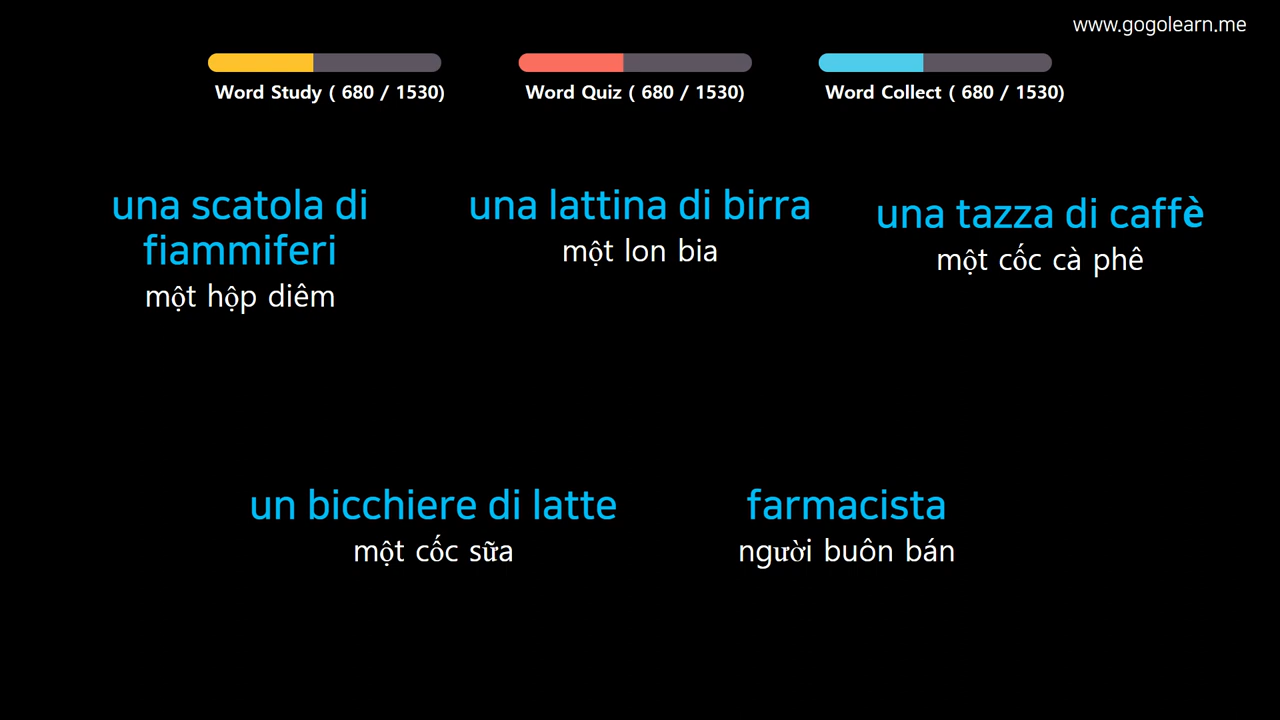 www.gogolearn.me
Word Study ( 680 / 1530)
Word Quiz ( 680 / 1530)
Word Collect ( 680 / 1530)
una scatola di
fiammiferi
một hộp diêm
una lattina di birra
một lon bia
una tazza di caffè
một cốc cà phê
un bicchiere di latte
một cốc sữa
farmacista
người buôn bán